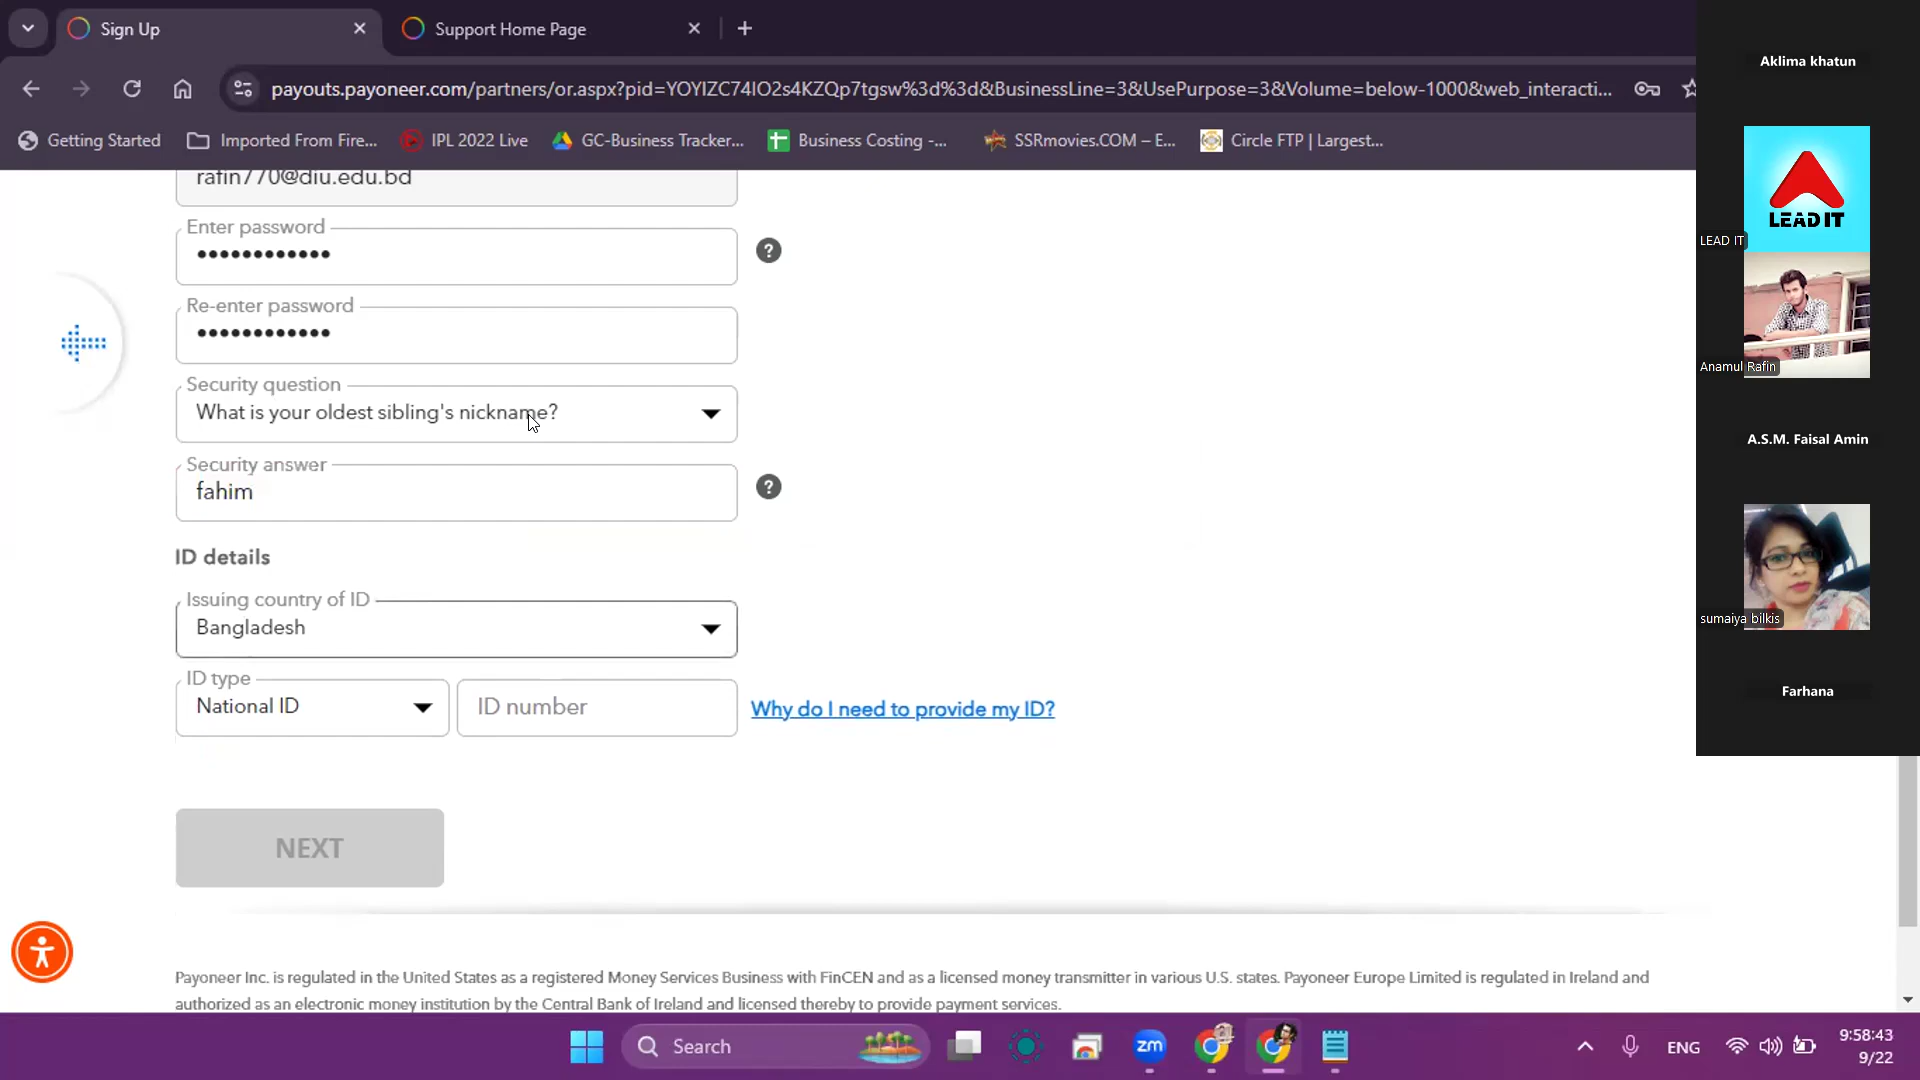 Sign Up
Support Home Page
payouts.payoneer.com/partners/or.aspx?pid=YOYIZC74IO2s4KZQp7tgsw%3d%3d&BusinessLine=3&UsePurpose=3&Volume=below-1000&web_interacti...
Getting Started
Imported From Fire...
IPL 2022 Live
GC-Business Tracker...
Business Costing -...
SSRmovies.COM – E...
Circle FTP | Largest...
rafin770@diu.edu.bd
Enter password
Re-enter password
Security question
What is your oldest sibling's nickname?
Security answer
fahim
ID details
Issuing country of ID
Bangladesh
ID type
National ID
ID number
Why do I need to provide my ID?
NEXT
Payoneer Inc. is regulated in the United States as a registered Money Services Business with FinCEN and as a licensed money transmitter in various U.S. states. Payoneer Europe Limited is regulated in Ireland and
authorized as an electronic money institution by the Central Bank of Ireland and licensed thereby to provide payment services.
Aklima khatun
LEAD IT
LEAD IT
Anamul Rafin
A.S.M. Faisal Amin
sumaiya bilkis
Farhana
Search
zm
ENG
9:58:43
9/22